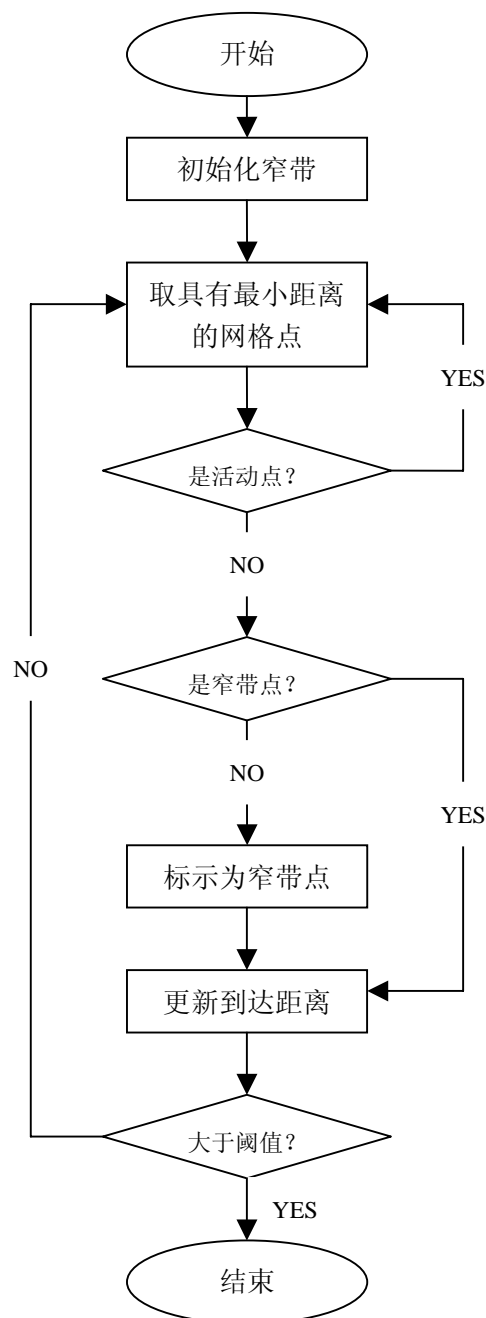 开始
初始化窄带
取具有最小距离
的网格点
YES
是活动点？
NO
是窄带点？
NO
NO
YES
标示为窄带点
更新到达距离
大于阈值？
YES
结束